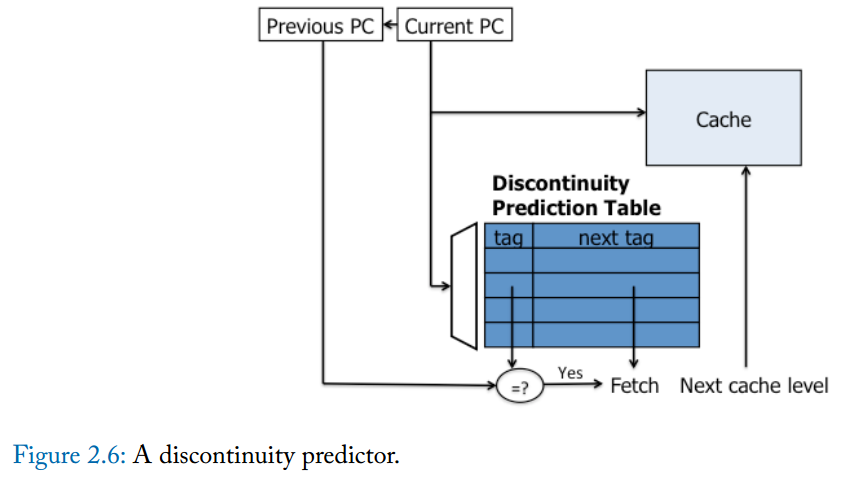 Previous PC
Current PC
Cache
Discontinuity
Prediction Table
tag
next tag
=?
Yes
Fetch
Next cache level
Figure 2.6: A discontinuity predictor.